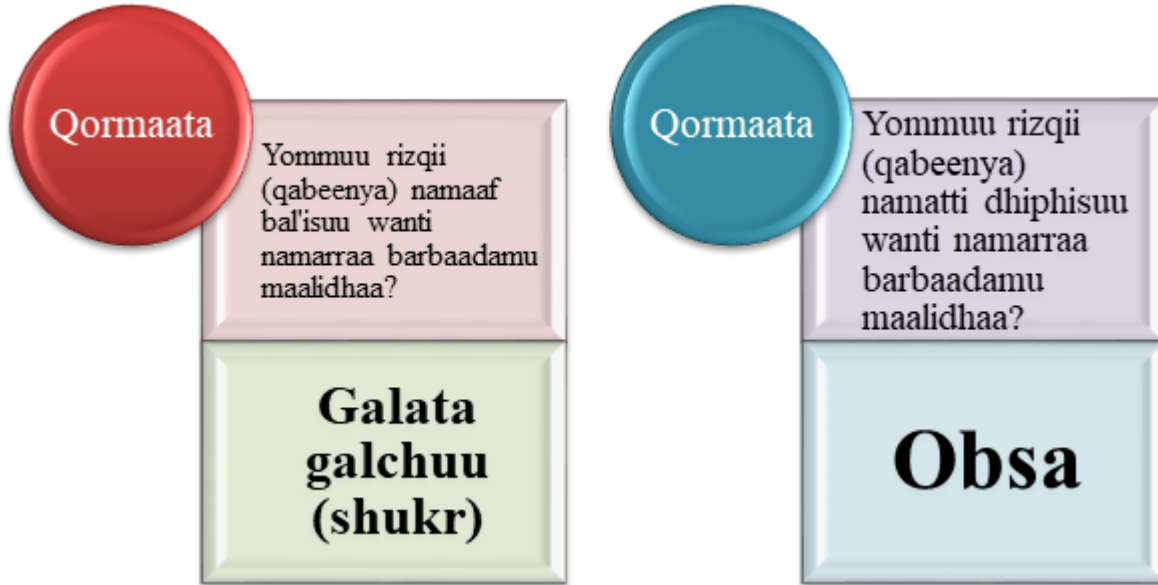 Qormaata
Yommuu rizqii
(qabeenya) namaaf
bal'isuu wanti
namarraa barbaadamu
maalidhaa?
Galata
galchuu
(shukr)
Qormaata
Yommuu rizqii
(qabeenya)
namatti dhiphisuu
wanti namarraa
barbaadamu
maalidhaa?
Obsa